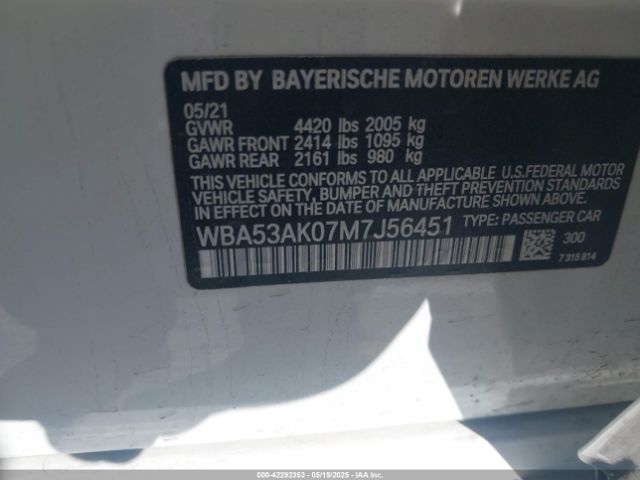 MFD BY BAYERISCHE MOTOREN WERKE AG
05/21
GVWR 4420 lbs 2005 kg
GAWR FRONT 2414 lbs 1095 kg
GAWR REAR 2161 lbs 980 kg
THIS VEHICLE CONFORMS TO ALL APPLICABLE U.S.FEDERAL MOTOR
VEHICLE SAFETY, BUMPER AND THEFT PREVENTION STANDARDS
IN EFFECT ON THE DATE OF MANUFACTURE SHOWN ABOVE.
WBA53AK07M7J56451 TYPE: PASSENGER CAR
300
7 315 814
000-42292353 - 05/19/2025 - IAA Inc.